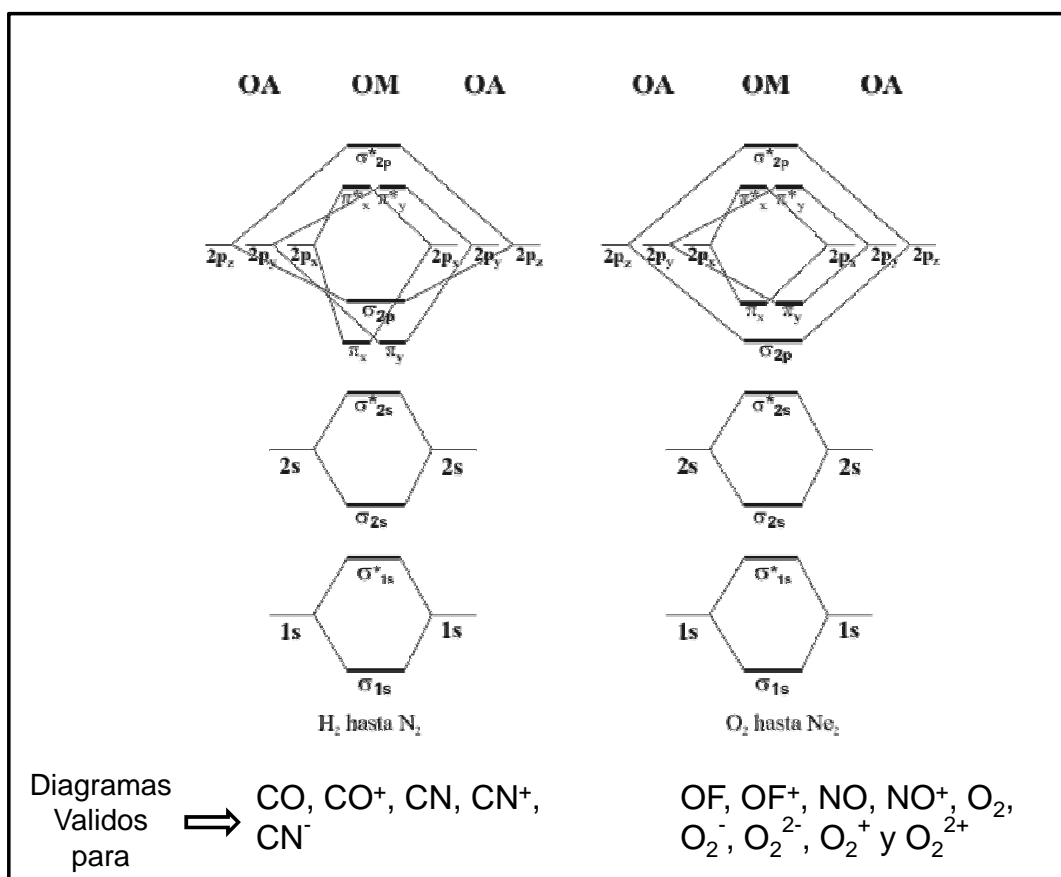 OA OM OA OA OM OA
σ*2p σ*2p
π*x π*y π*x π*y
2pz 2py 2px 2px 2py 2pz 2pz 2py 2px 2px 2py 2pz
σ2p πx πy
πx πy σ2p
σ*2s σ*2s
2s 2s 2s 2s
σ2s σ2s
σ*1s σ*1s
1s 1s 1s 1s
σ1s σ1s
H₂ hasta N₂ O₂ hasta Ne₂
Diagramas
Validos
para
CO, CO⁺, CN, CN⁺,
CN⁻
OF, OF⁺, NO, NO⁺, O₂,
O₂⁻, O₂²⁻, O₂⁺ y O₂²⁺